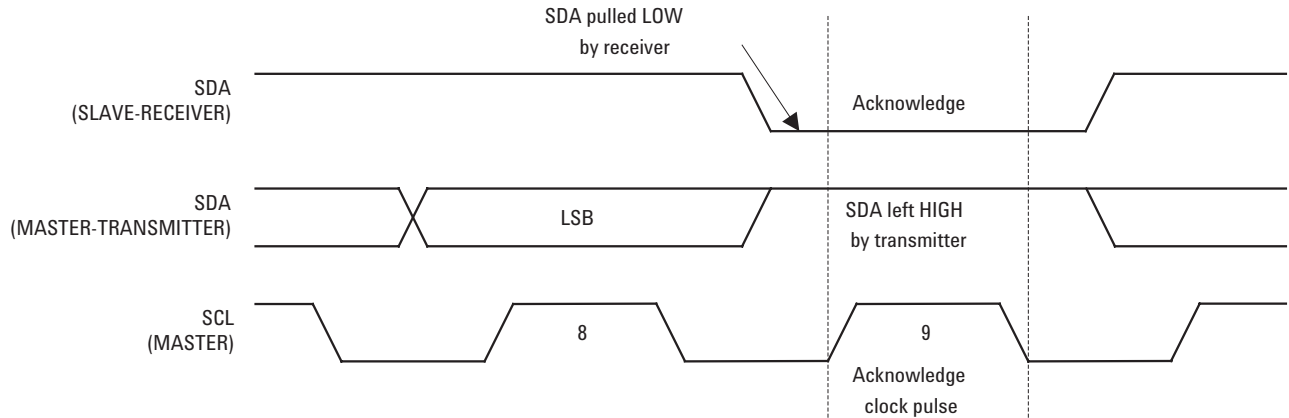 SDA pulled LOW
by receiver
SDA
(SLAVE-RECEIVER)
Acknowledge
SDA
(MASTER-TRANSMITTER)
LSB
SDA left HIGH
by transmitter
SCL
(MASTER)
8
9
Acknowledge
clock pulse